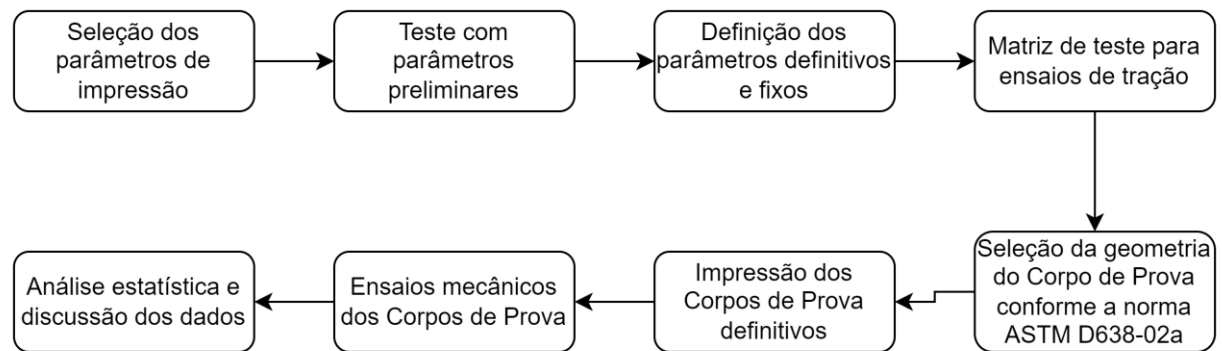 Seleção dos
parâmetros de
impressão
Teste com
parâmetros
preliminares
Definição dos
parâmetros definitivos
e fixos
Matriz de teste para
ensaios de tração
Seleção da geometria
do Corpo de Prova
conforme a norma
ASTM D638-02a
Impressão dos
Corpos de Prova
definitivos
Ensaios mecânicos
dos Corpos de Prova
Análise estatística e
discussão dos dados